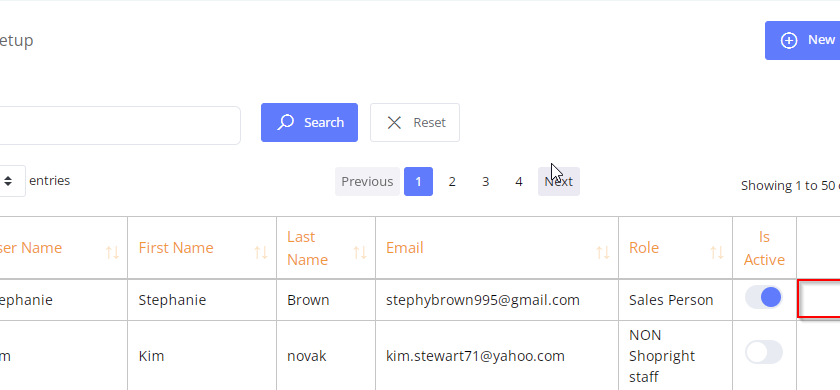 etup
New
Search
Reset
entries
Previous 1 2 3 4 Next
Showing 1 to 50
ser Name
First Name
Last
Name
Email
Role
Is
Active
ephanie
Stephanie
Brown
stephybrown995@gmail.com
Sales Person
m
Kim
novak
kim.stewart71@yahoo.com
NON
Shopright
staff